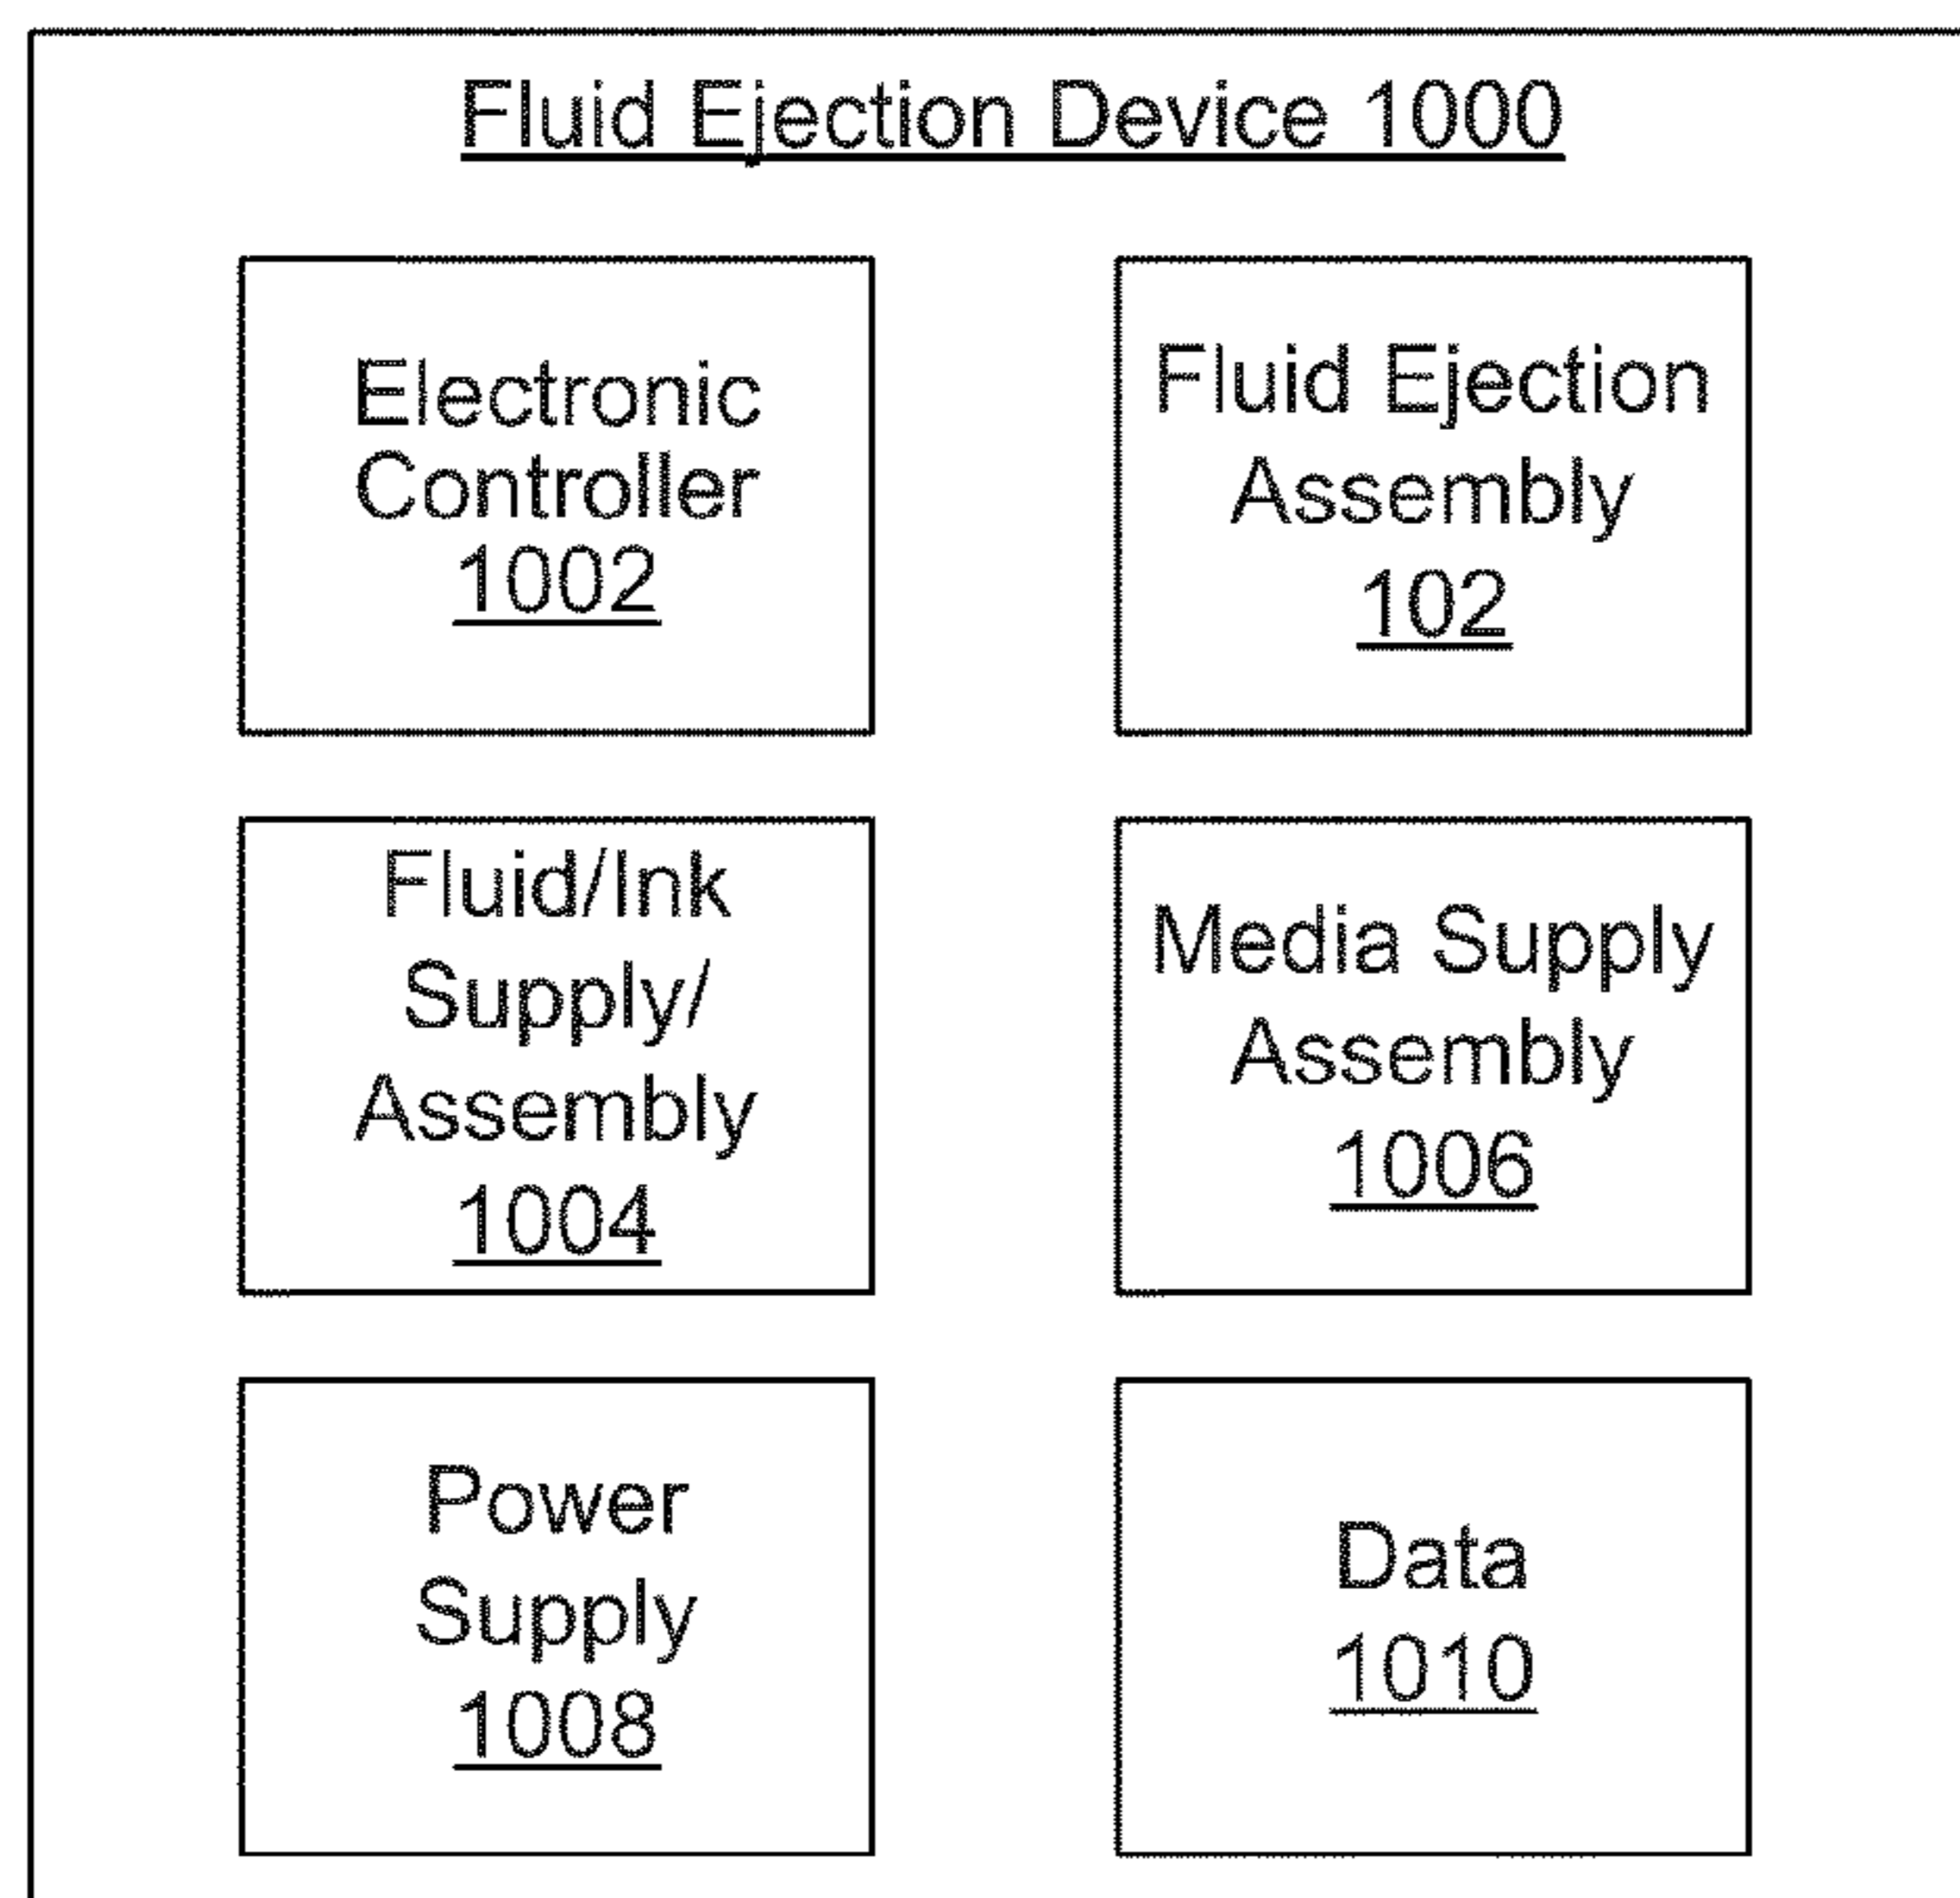 Fluid Ejection Device 1000
Electronic
Controller
1002
Fluid Ejection
Assembly
102
Fluid/Ink
Supply/
Assembly
1004
Media Supply
Assembly
1006
Power
Supply
1008
Data
1010